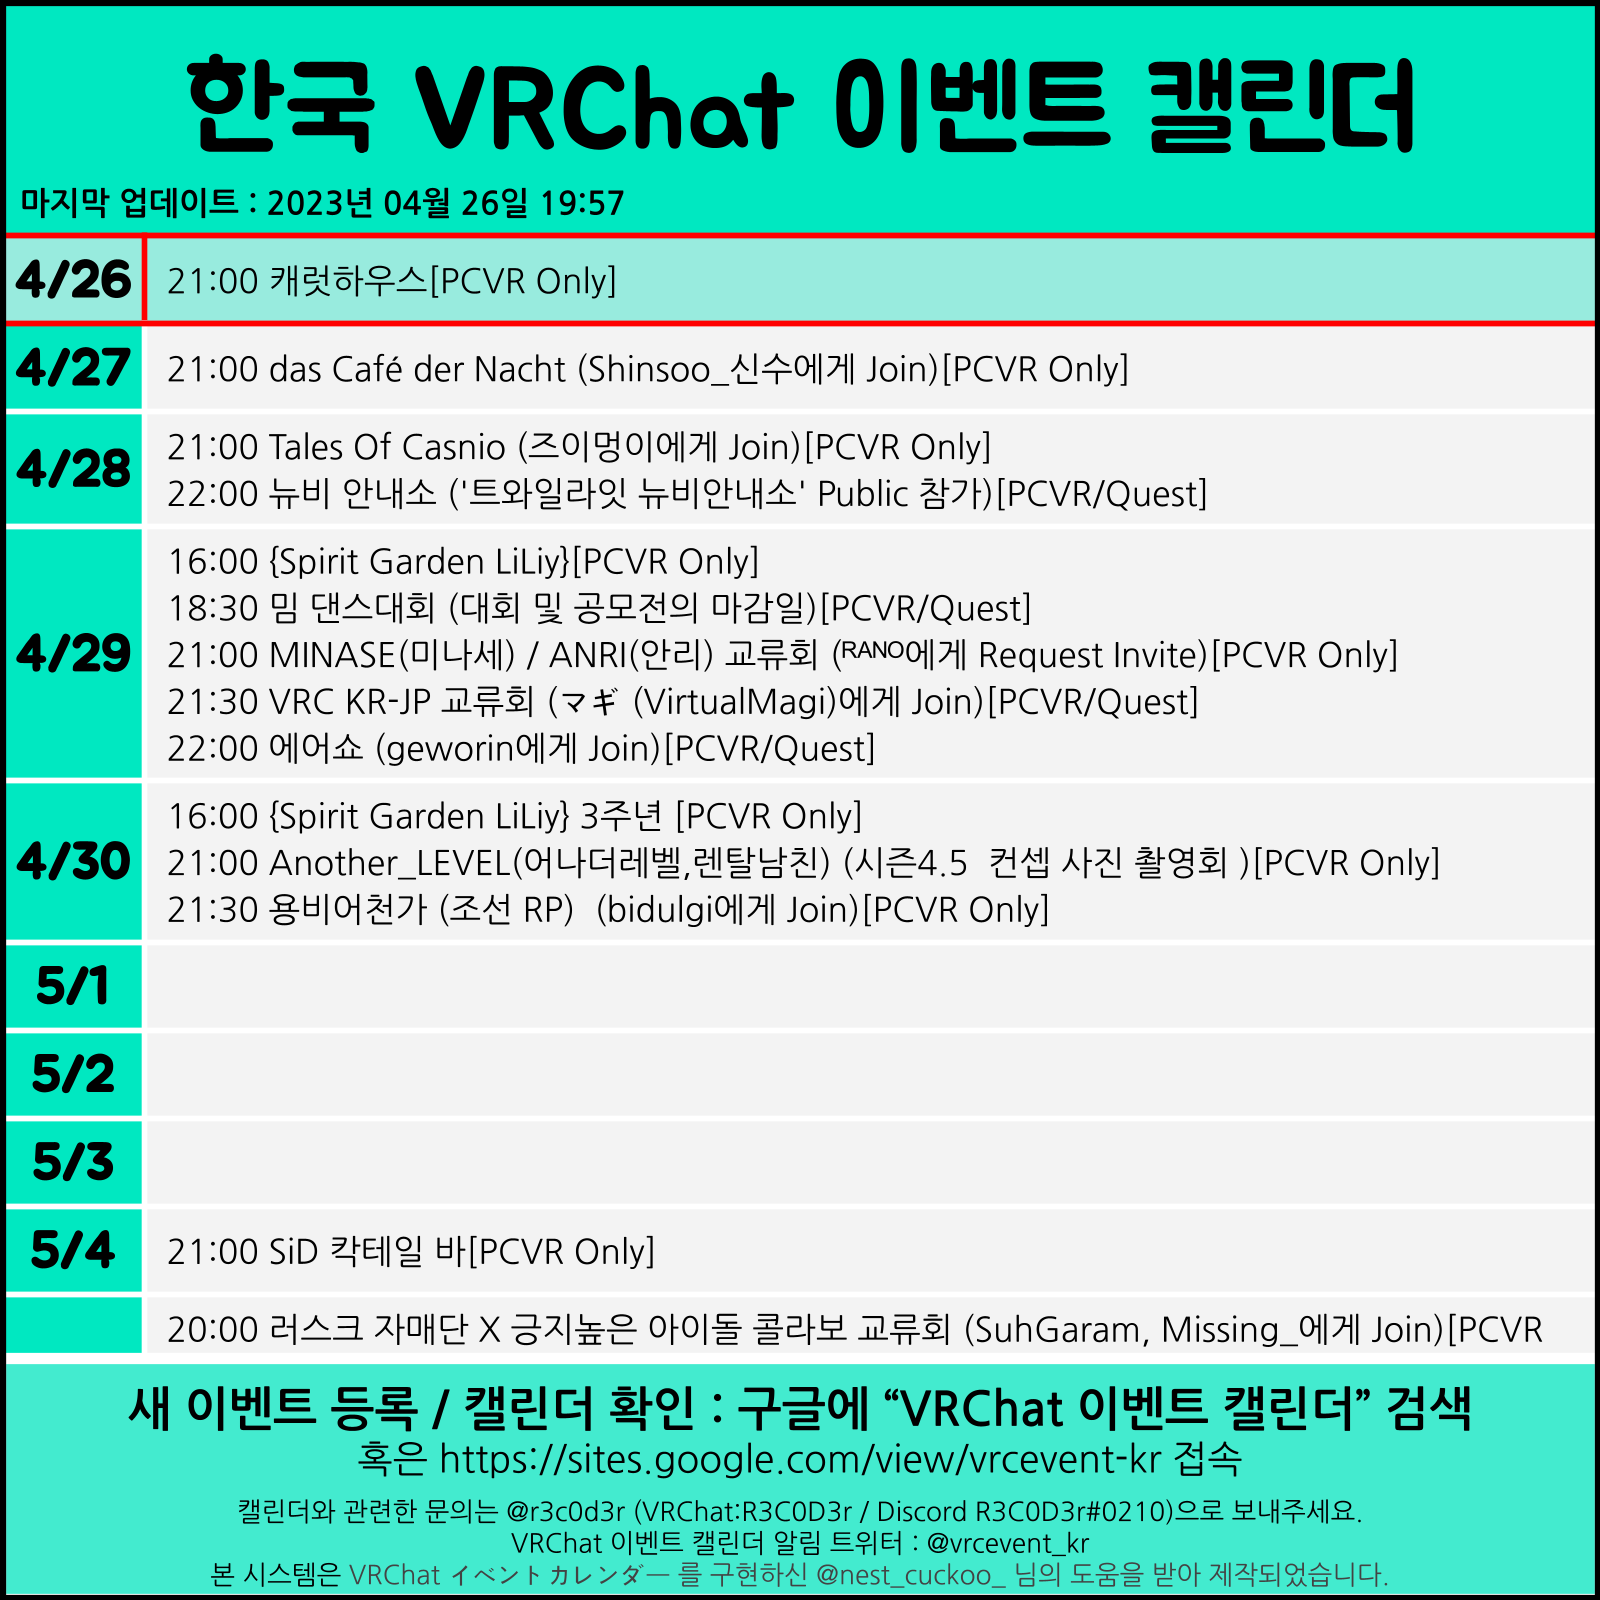 한국 VRChat 이벤트 캘린더
마지막 업데이트 : 2023년 04월 26일 19:57
4/26
21:00 캐럿하우스[PCVR Only]
4/27
21:00 das Café der Nacht (Shinsoo_신수에게 Join)[PCVR Only]
4/28
21:00 Tales Of Casnio (즈이멍이에게 Join)[PCVR Only]
22:00 뉴비 안내소 ('트와일라잇 뉴비안내소' Public 참가)[PCVR/Quest]
4/29
16:00 {Spirit Garden LiLiy}[PCVR Only]
18:30 밈 댄스대회 (대회 및 공모전의 마감일)[PCVR/Quest]
21:00 MINASE(미나세) / ANRI(안리) 교류회 (ᴿᴬᴺᴼ에게 Request Invite)[PCVR Only]
21:30 VRC KR-JP 교류회 (マギ (VirtualMagi)에게 Join)[PCVR/Quest]
22:00 에어쇼 (geworin에게 Join)[PCVR/Quest]
4/30
16:00 {Spirit Garden LiLiy} 3주년 [PCVR Only]
21:00 Another_LEVEL(어나더레벨,렌탈남친) (시즌4.5  컨셉 사진 촬영회 )[PCVR Only]
21:30 용비어천가 (조선 RP)  (bidulgi에게 Join)[PCVR Only]
5/1
5/2
5/3
5/4
21:00 SiD 칵테일 바[PCVR Only]
20:00 러스크 자매단 X 긍지높은 아이돌 콜라보 교류회 (SuhGaram, Missing_에게 Join)[PCVR
새 이벤트 등록 / 캘린더 확인 : 구글에 “VRChat 이벤트 캘린더” 검색
혹은 https://sites.google.com/view/vrcevent-kr 접속
캘린더와 관련한 문의는 @r3c0d3r (VRChat:R3C0D3r / Discord R3C0D3r#0210)으로 보내주세요.
VRChat 이벤트 캘린더 알림 트위터 : @vrcevent_kr
본 시스템은 VRChat イベントカレンダー 를 구현하신 @nest_cuckoo_ 님의 도움을 받아 제작되었습니다.